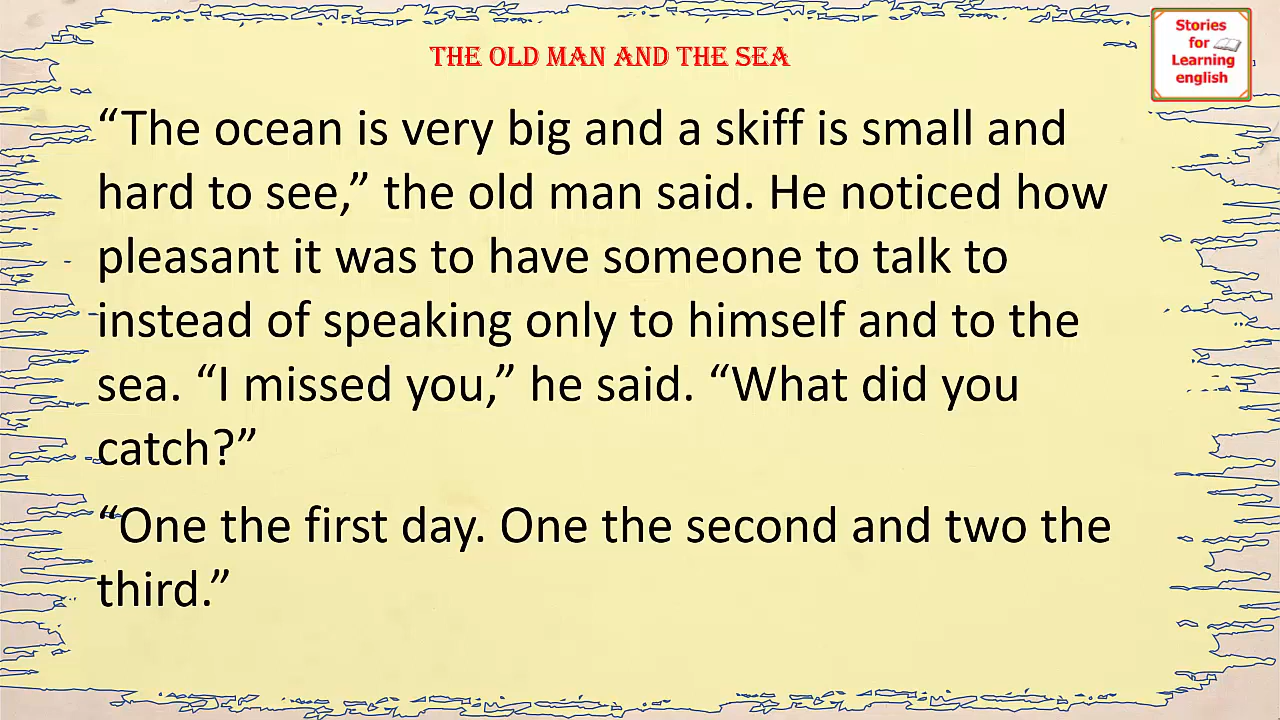 THE OLD MAN AND THE SEA
Stories
for
Learning
english
“The ocean is very big and a skiff is small and
hard to see,” the old man said. He noticed how
pleasant it was to have someone to talk to
instead of speaking only to himself and to the
sea. “I missed you,” he said. “What did you
catch?”
“One the first day. One the second and two the
third.”